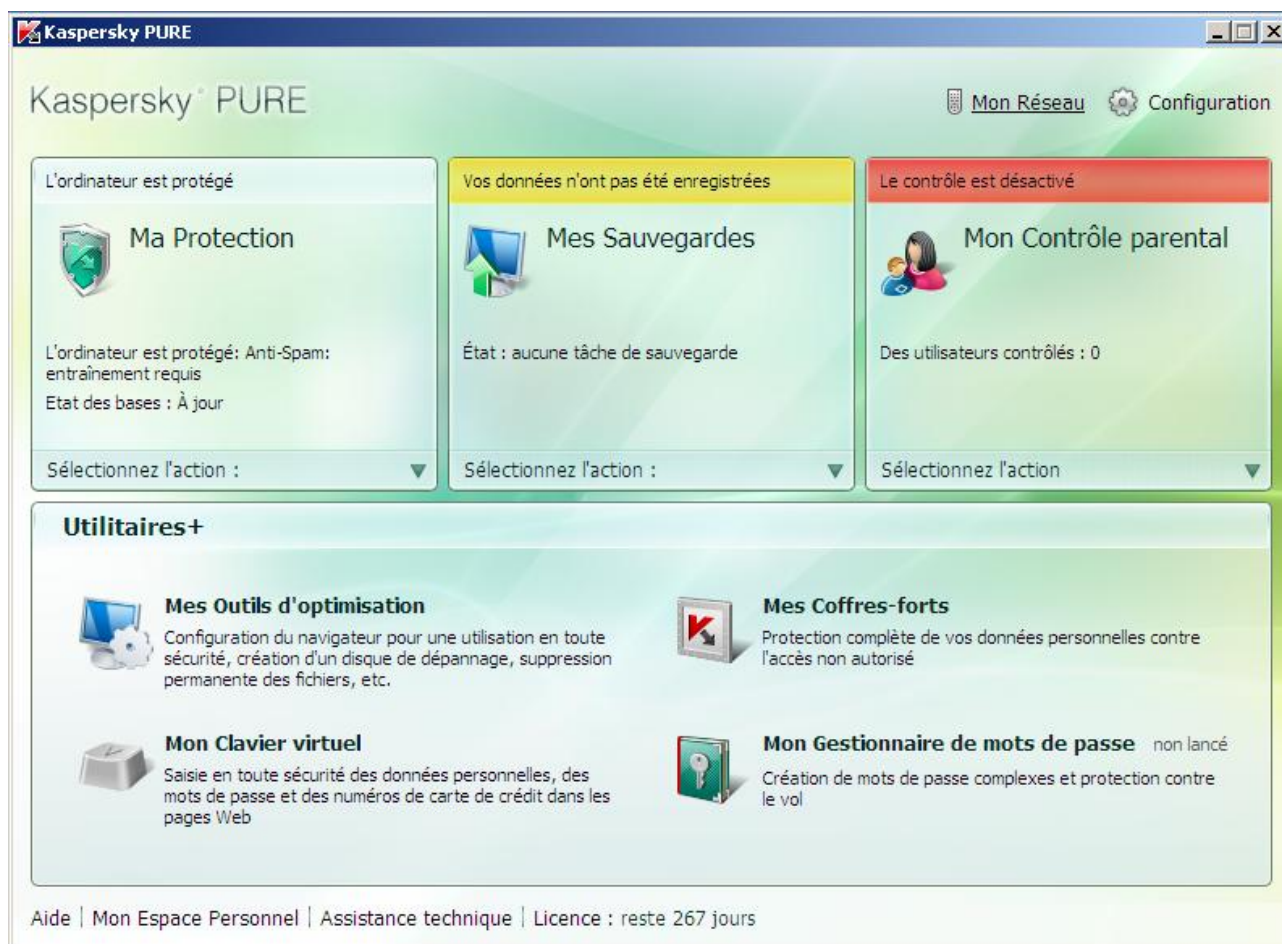 Kaspersky PURE
Kaspersky PURE
Mon Réseau
Configuration
L'ordinateur est protégé
Ma Protection
L'ordinateur est protégé: Anti-Spam:
entraînement requis
Etat des bases : À jour
Sélectionnez l'action :
Vos données n'ont pas été enregistrées
Mes Sauvegardes
État : aucune tâche de sauvegarde
Sélectionnez l'action :
Le contrôle est désactivé
Mon Contrôle parental
Des utilisateurs contrôlés : 0
Sélectionnez l'action
Utilitaires+
Mes Outils d'optimisation
Configuration du navigateur pour une utilisation en toute
sécurité, création d'un disque de dépannage, suppression
permanente des fichiers, etc.
Mes Coffres-forts
Protection complète de vos données personnelles contre
l'accès non autorisé
Mon Clavier virtuel
Saisie en toute sécurité des données personnelles, des
mots de passe et des numéros de carte de crédit dans les
pages Web
Mon Gestionnaire de mots de passe non lancé
Création de mots de passe complexes et protection contre
le vol
Aide | Mon Espace Personnel | Assistance technique | Licence : reste 267 jours